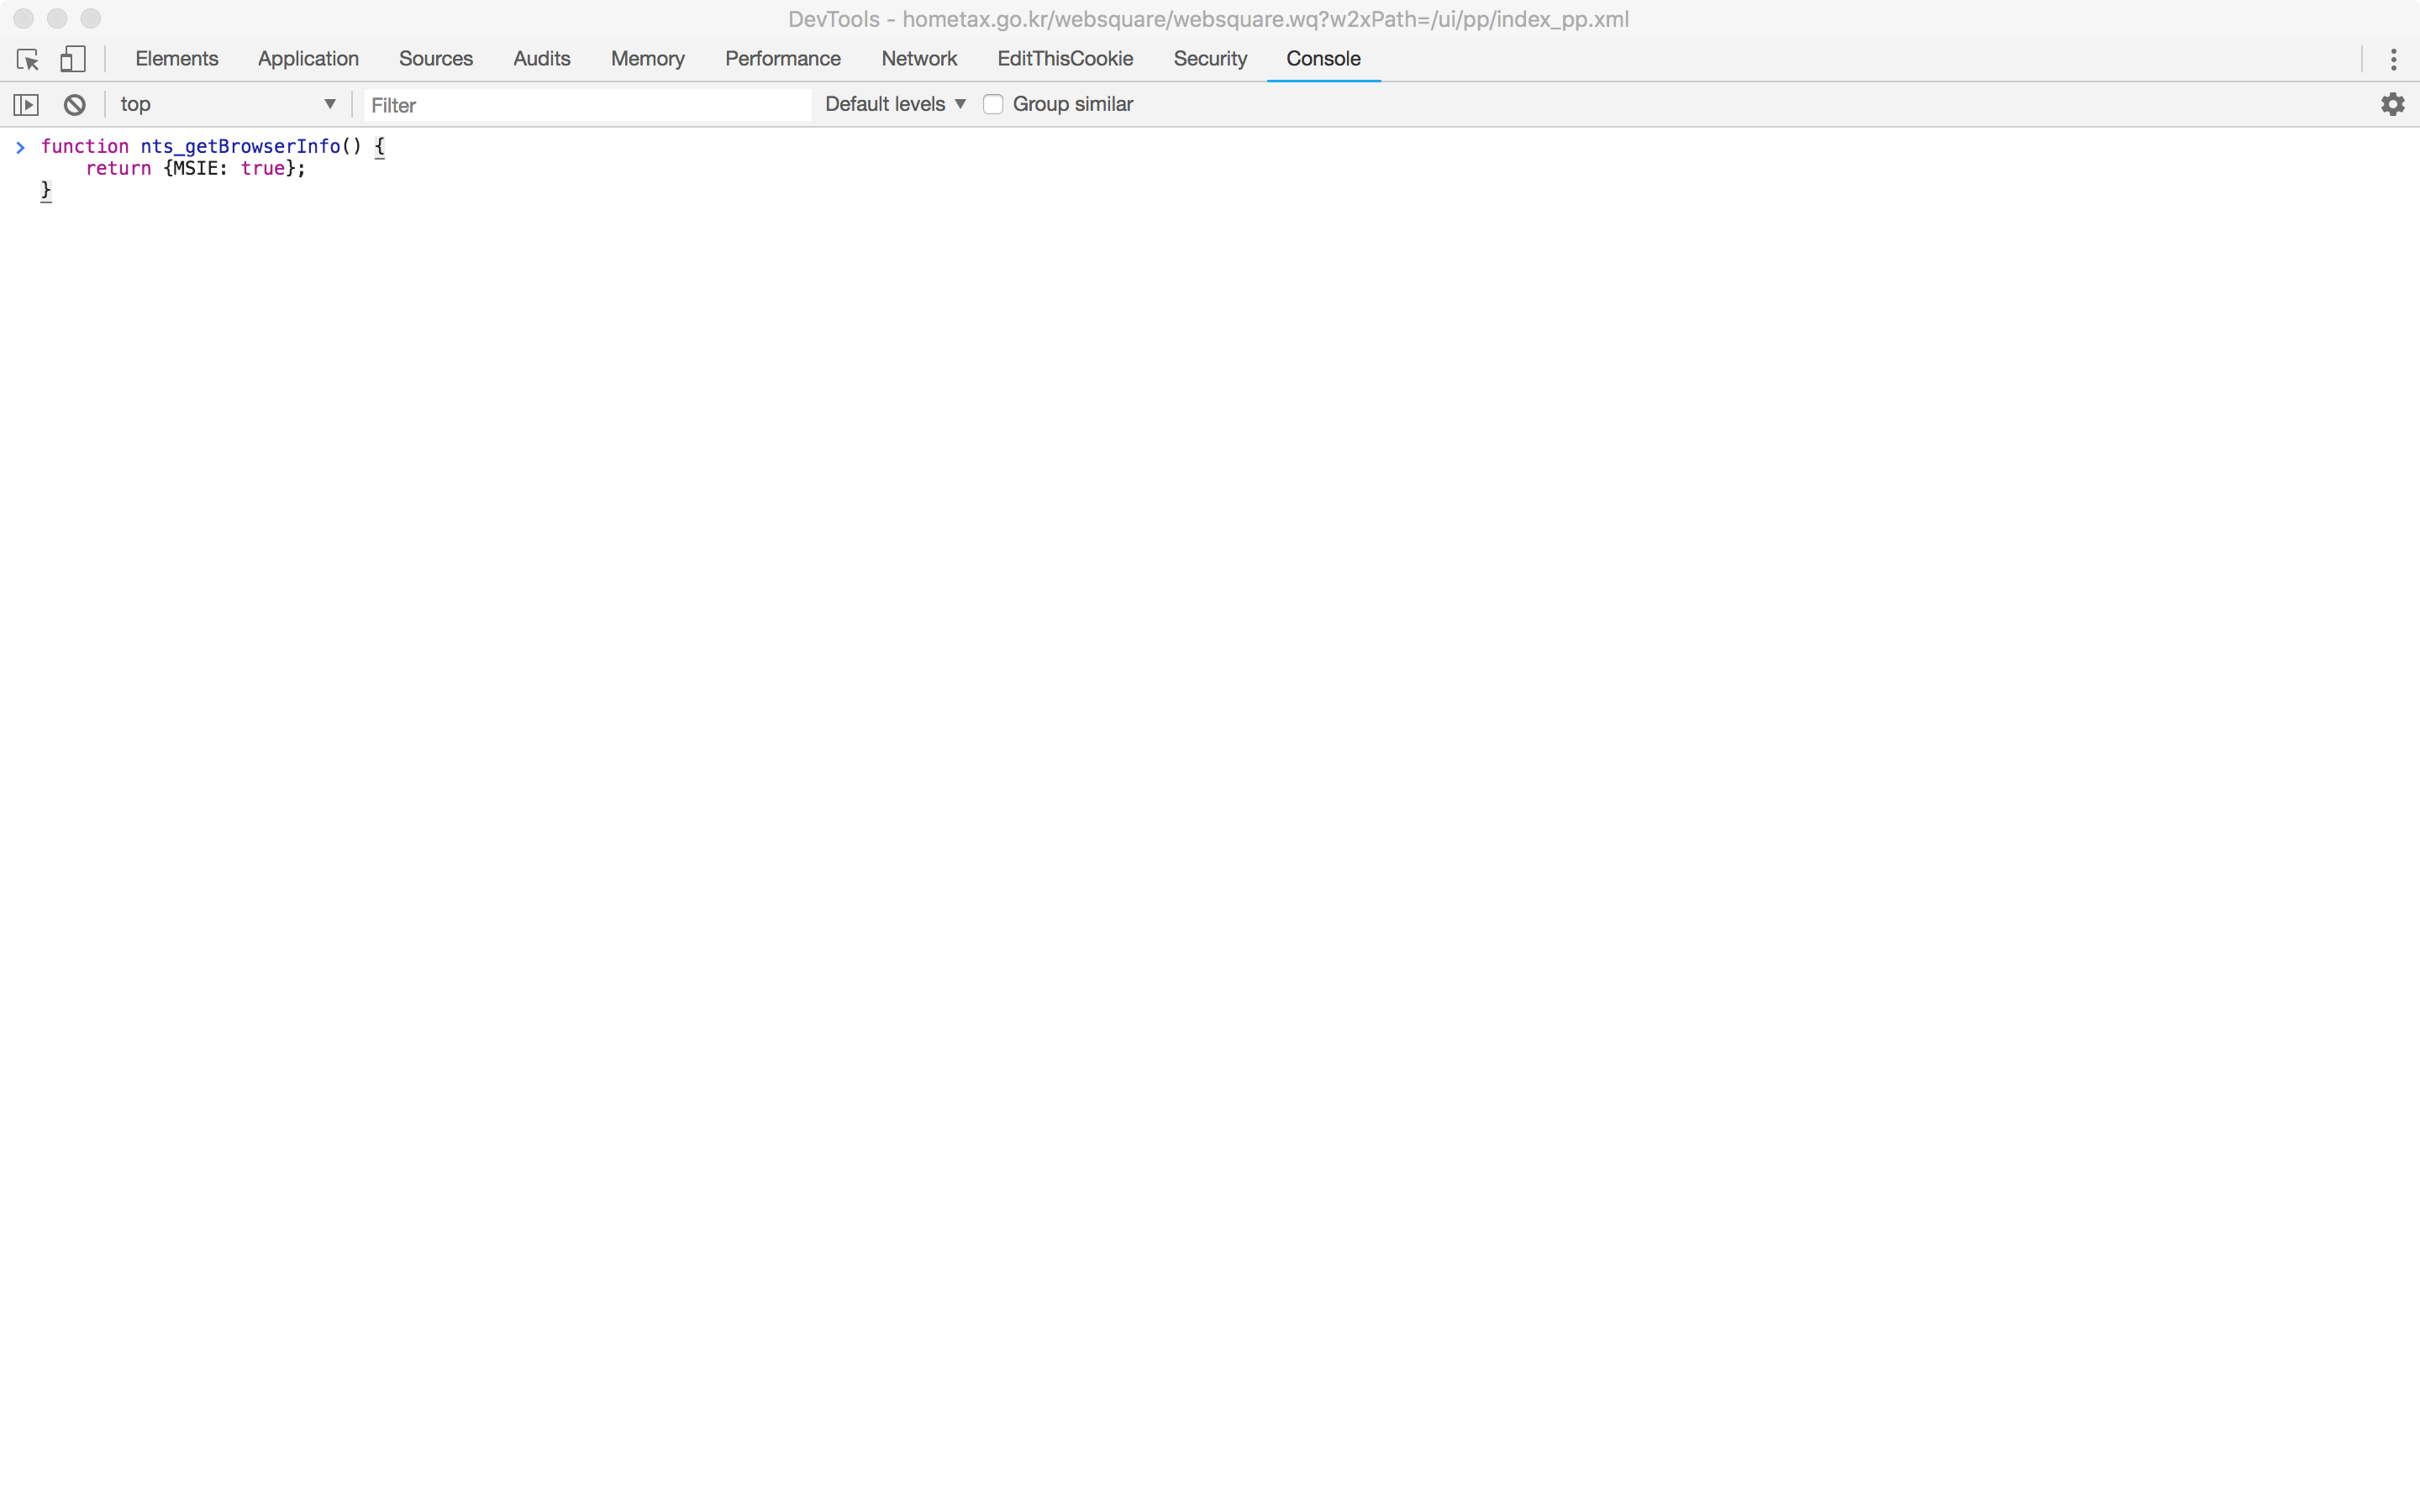 DevTools - hometax.go.kr/websquare/websquare.wq?w2xPath=/ui/pp/index_pp.xml
Elements Application Sources Audits Memory Performance Network EditThisCookie Security Console
top Filter Default levels Group similar
function nts_getBrowserInfo() {
    return {MSIE: true};
}